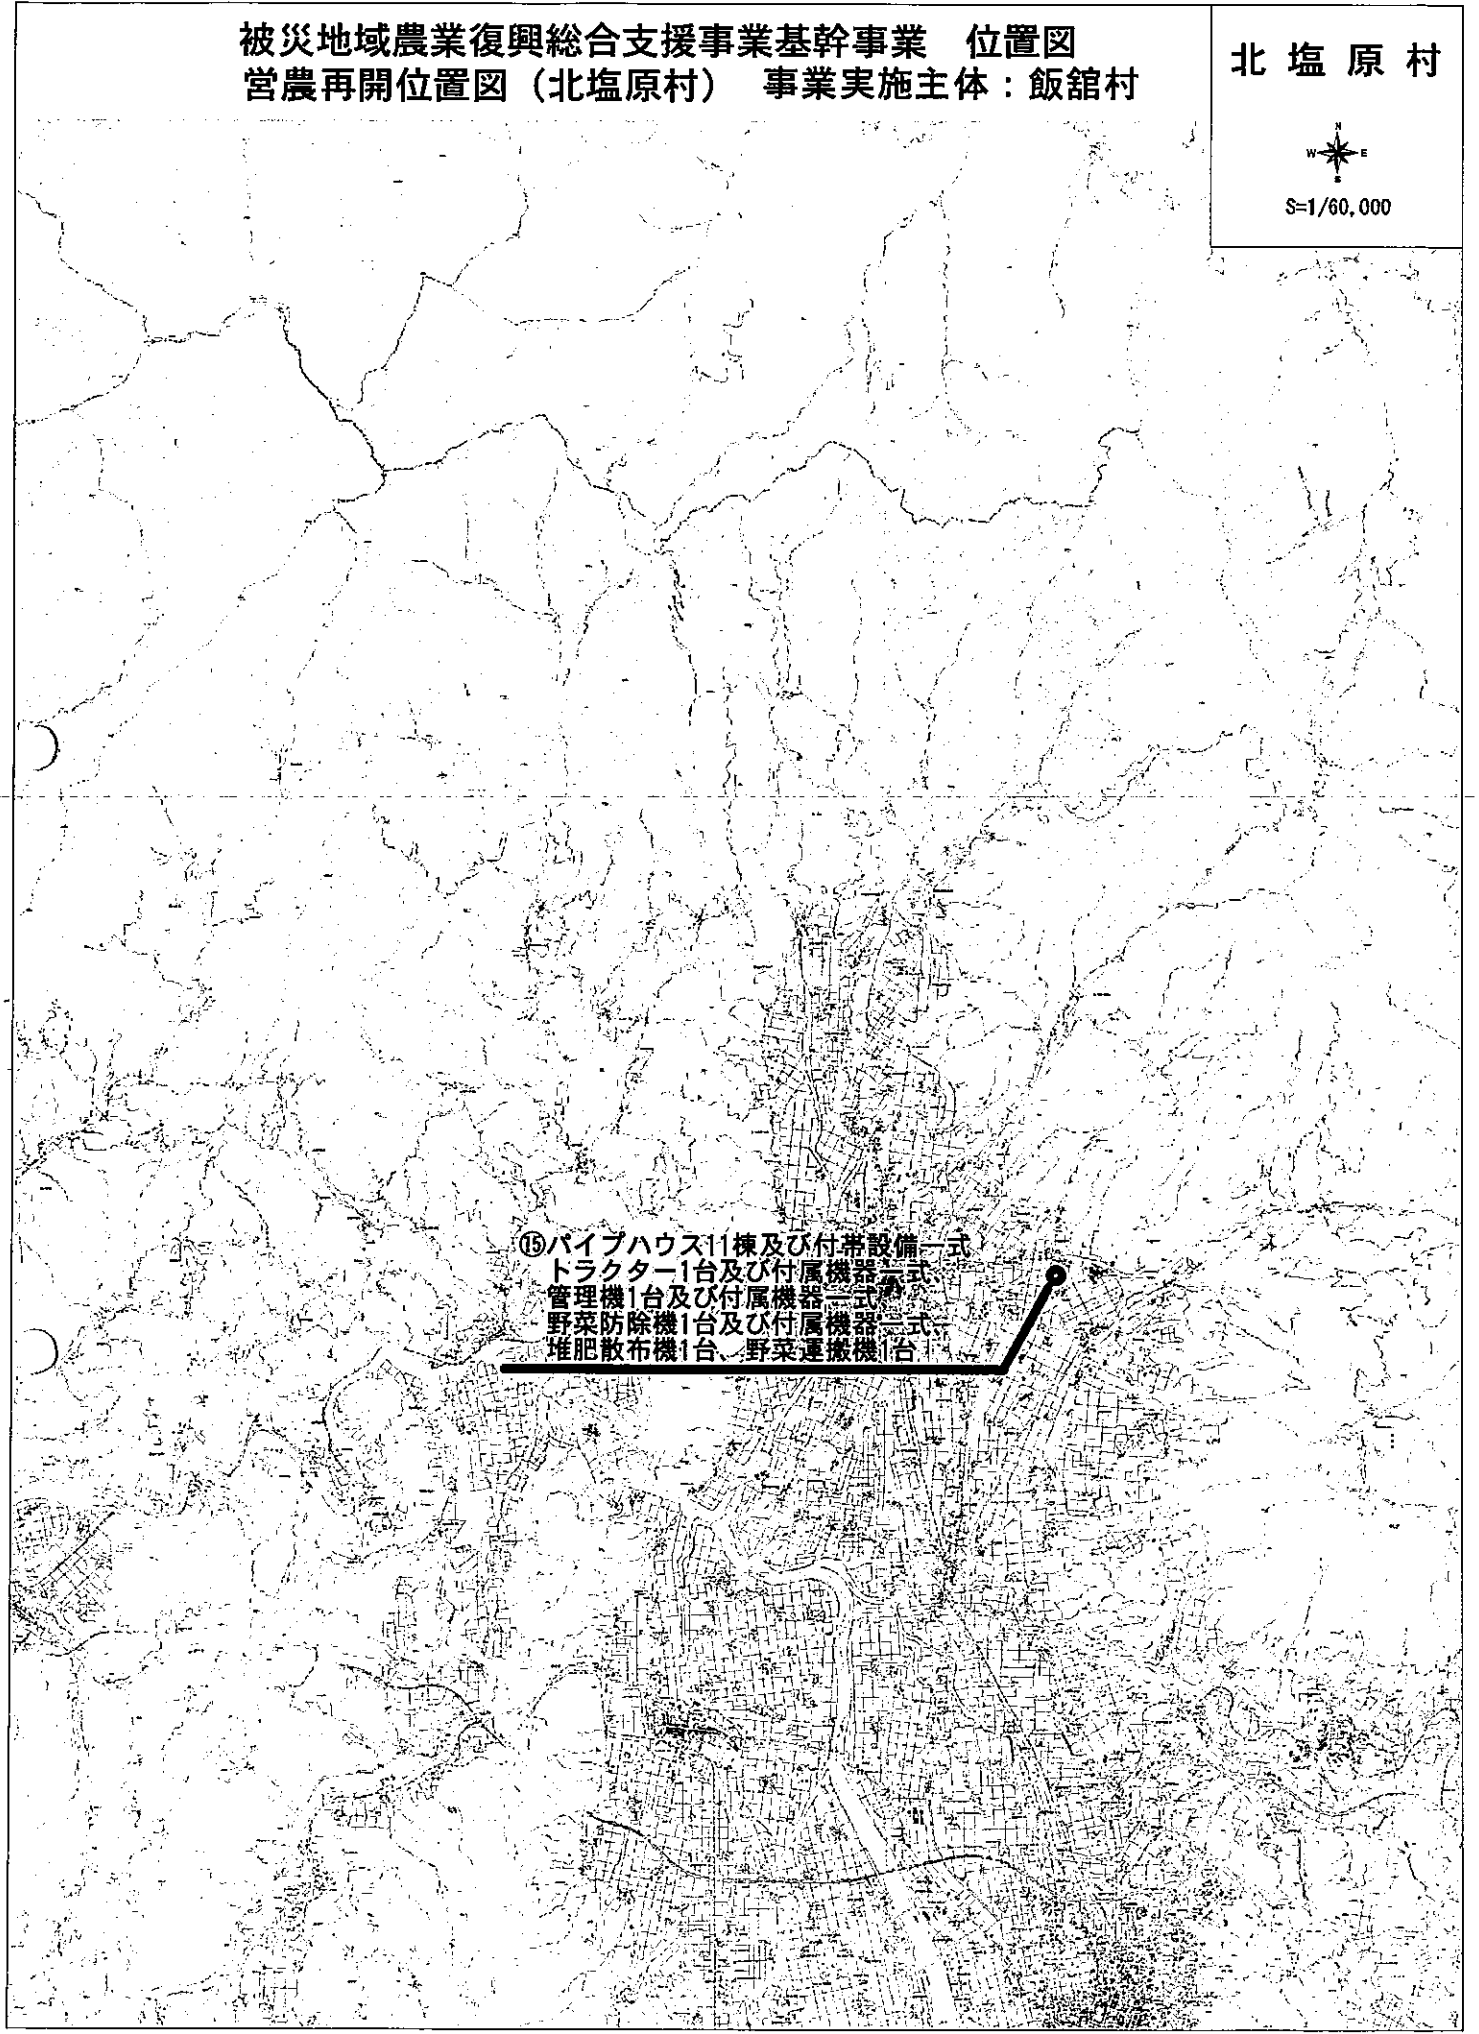 被災地域農業復興総合支援事業基幹事業　位置図
営農再開位置図（北塩原村）　事業実施主体：飯舘村
北塩原村
N
W E
S
S=1/60,000
⑮パイプハウス11棟及び付帯設備一式
トラクター1台及び付属機器一式、
管理機1台及び付属機器一式
野菜防除機1台及び付属機器一式
堆肥散布機1台、野菜運搬機1台